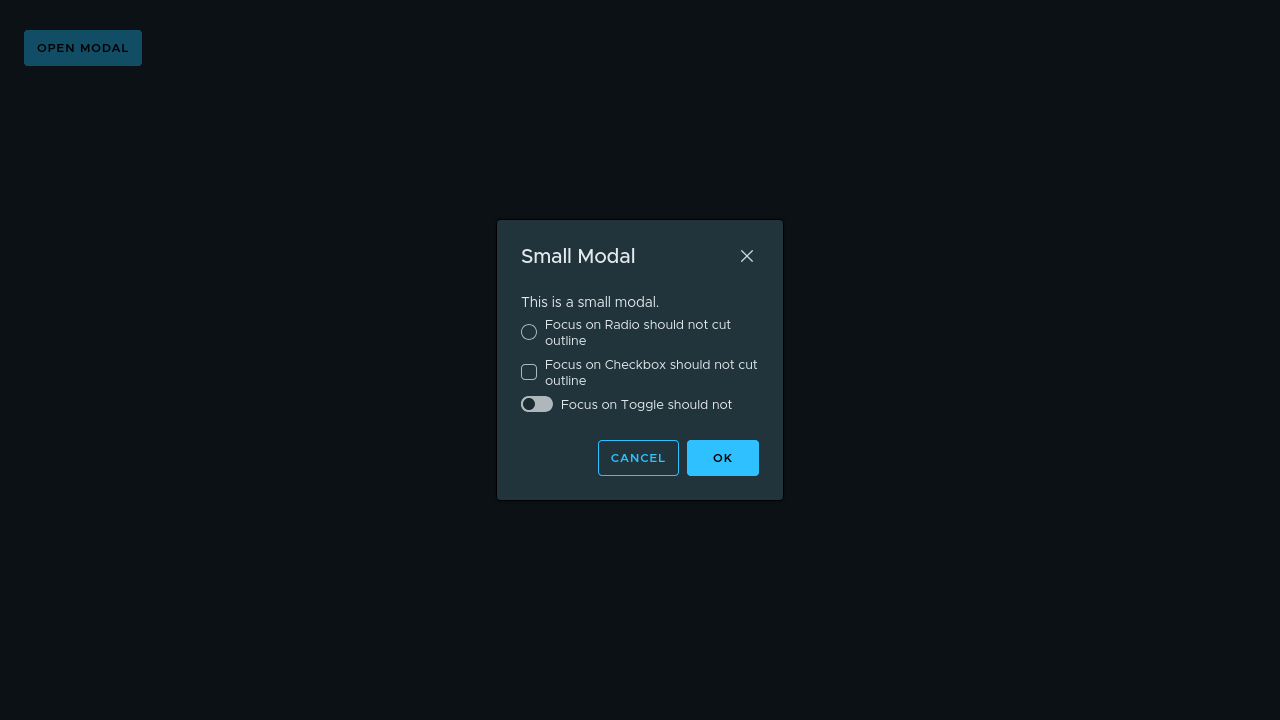 OPEN MODAL
Small Modal
This is a small modal.
Focus on Radio should not cut
outline
Focus on Checkbox should not cut
outline
Focus on Toggle should not
CANCEL
OK